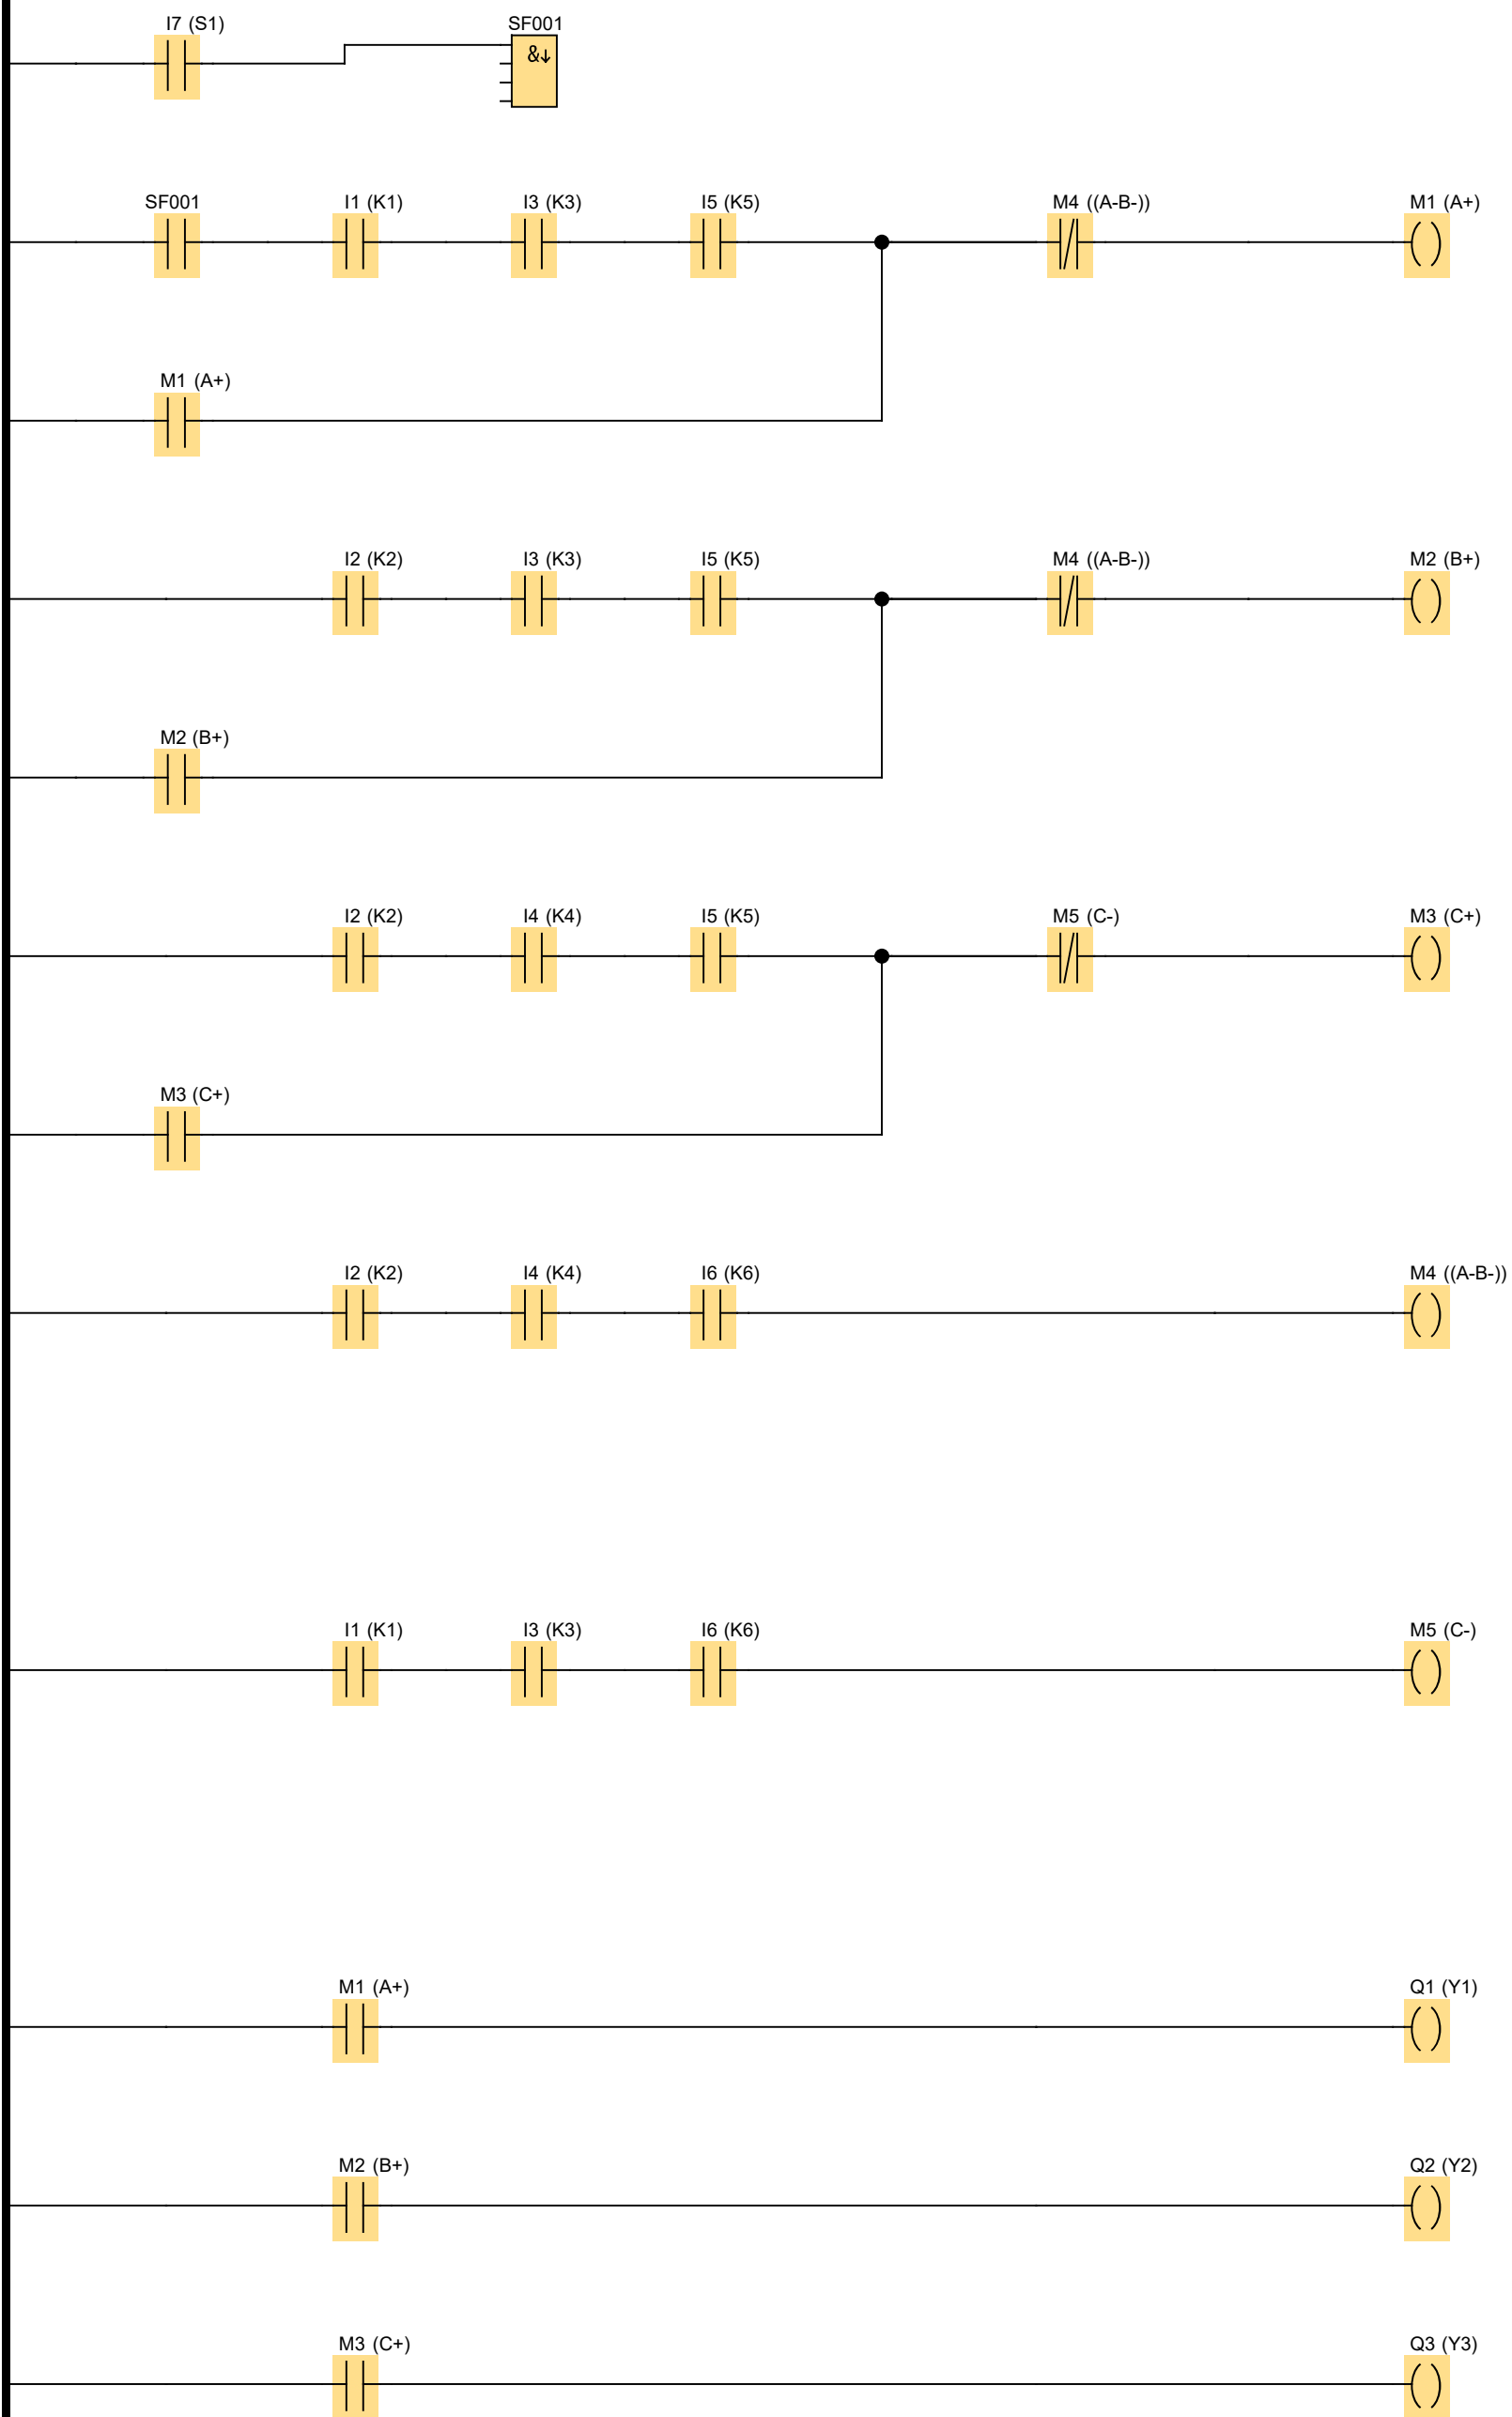 I7 (S1) SF001
&↓
SF001 I1 (K1) I3 (K3) I5 (K5) M4 ((A-B-)) M1 (A+)
M1 (A+)
I2 (K2) I3 (K3) I5 (K5) M4 ((A-B-)) M2 (B+)
M2 (B+)
I2 (K2) I4 (K4) I5 (K5) M5 (C-) M3 (C+)
M3 (C+)
I2 (K2) I4 (K4) I6 (K6) M4 ((A-B-))
I1 (K1) I3 (K3) I6 (K6) M5 (C-)
M1 (A+) Q1 (Y1)
M2 (B+) Q2 (Y2)
M3 (C+) Q3 (Y3)